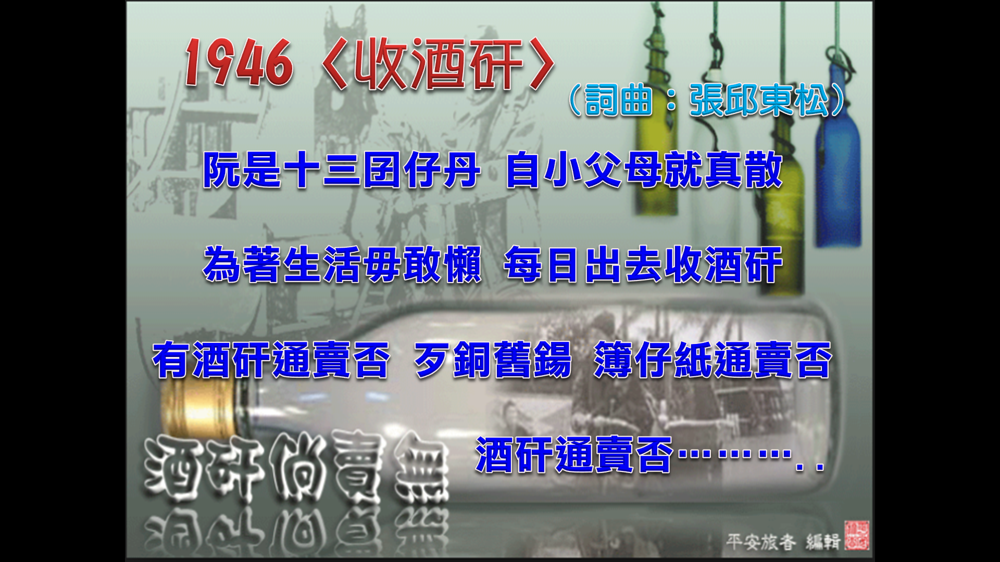 1946〈收酒矸〉
（詞曲：張邱東松）
阮是十三囝仔丹 自小父母就真散
為著生活毋敢懶 每日出去收酒矸
有酒矸通賣否 歹銅舊鍚 簿仔紙通賣否
酒矸通賣否………..
酒矸倘賣無
平安旅者 編輯